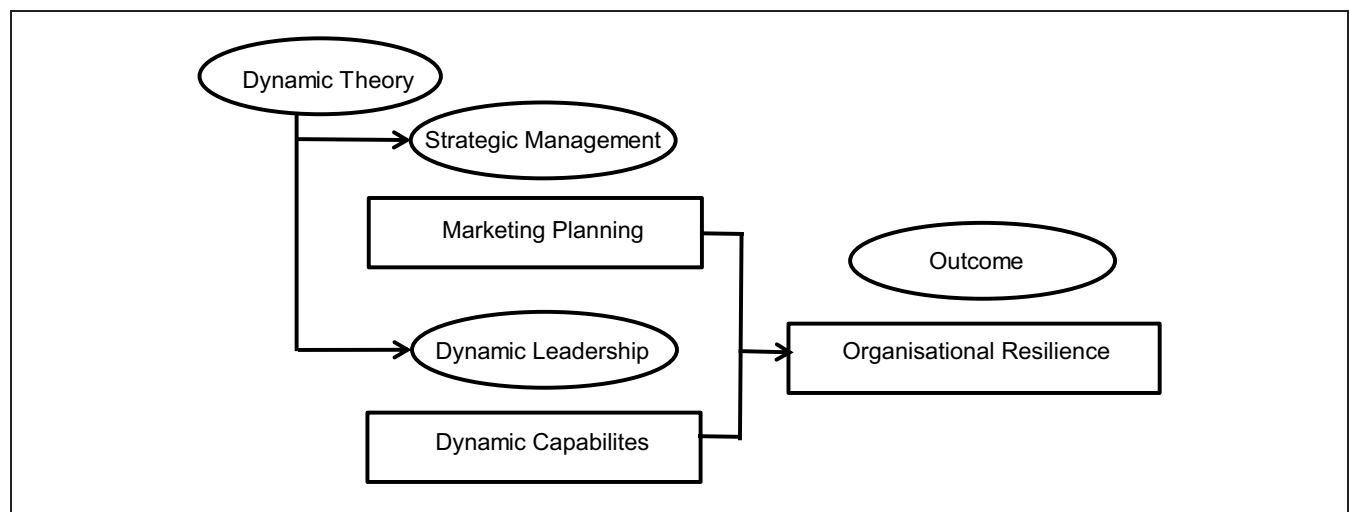 Dynamic Theory
Strategic Management
Marketing Planning
Outcome
Dynamic Leadership
Organisational Resilience
Dynamic Capabilites